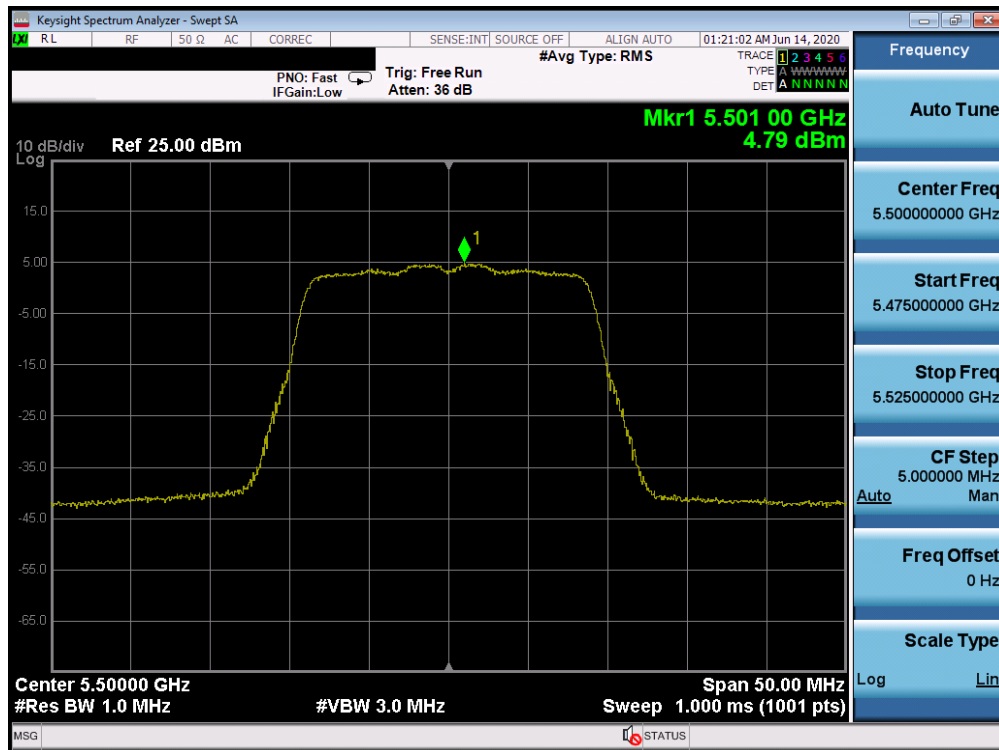 Keysight Spectrum Analyzer - Swept SA
LXI RL RF 50 Ω AC CORREC SENSE:INT SOURCE OFF ALIGN AUTO 01:21:02 AM Jun 14, 2020
#Avg Type: RMS
TRACE 1 2 3 4 5 6
PNO: Fast Trig: Free Run
TYPE A WWWWW
IFGain:Low Atten: 36 dB
DET A N N N N N
Mkr1 5.501 00 GHz
4.79 dBm
10 dB/div Ref 25.00 dBm
Log
15.0
1
5.00
-5.00
-15.0
-25.0
-35.0
-45.0
-55.0
-65.0
Center 5.50000 GHz Span 50.00 MHz
#Res BW 1.0 MHz #VBW 3.0 MHz Sweep 1.000 ms (1001 pts)
MSG STATUS
Frequency
Auto Tune
Center Freq
5.500000000 GHz
Start Freq
5.475000000 GHz
Stop Freq
5.525000000 GHz
CF Step
5.000000 MHz
Auto Man
Freq Offset
0 Hz
Scale Type
Log Lin